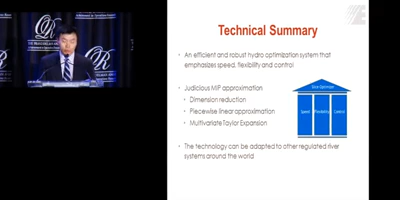 Technical Summary
An efficient and robust hydro optimization system that
emphasizes speed, flexibility and control
Judicious MIP approximation
Dimension reduction
Piecewise linear approximation
Multivariate Taylor Expansion
Speed
Flexibility
Control
The technology can be adapted to other regulated river
systems around the world